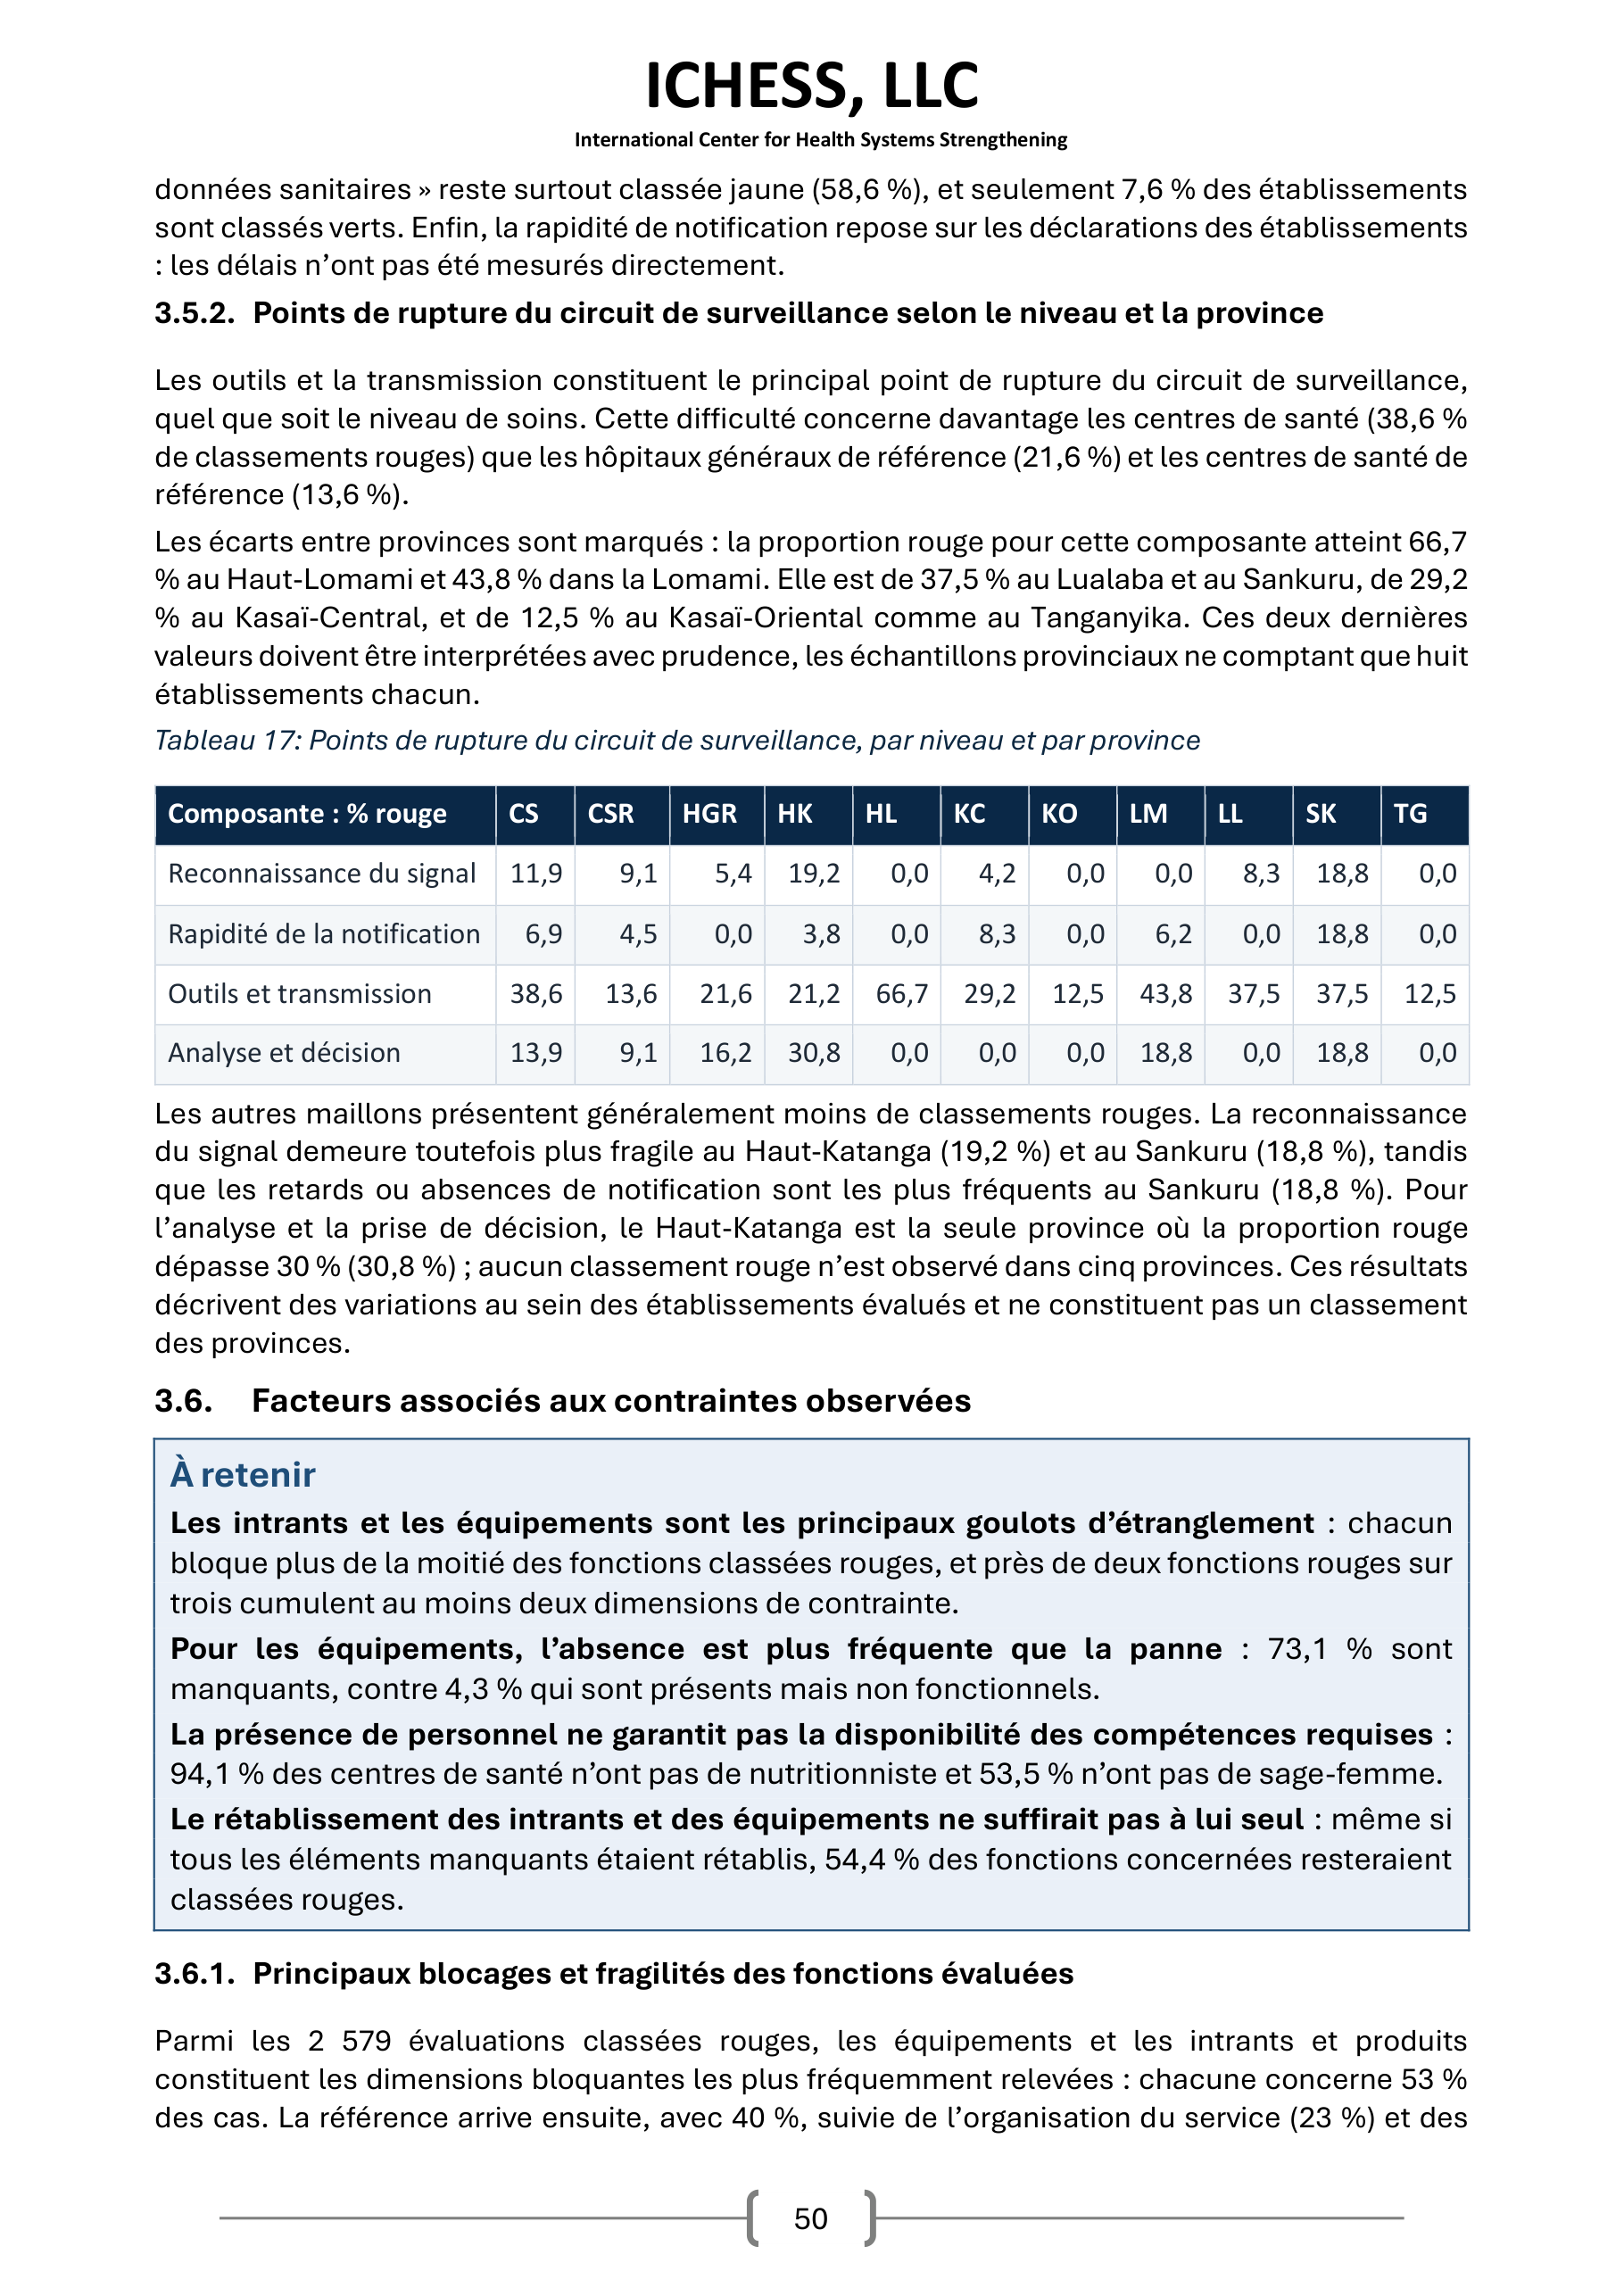 ICHESS, LLC
International Center for Health Systems Strengthening
données sanitaires » reste surtout classée jaune (58,6 %), et seulement 7,6 % des établissements
sont classés verts. Enfin, la rapidité de notification repose sur les déclarations des établissements
: les délais n’ont pas été mesurés directement.
3.5.2. Points de rupture du circuit de surveillance selon le niveau et la province
Les outils et la transmission constituent le principal point de rupture du circuit de surveillance,
quel que soit le niveau de soins. Cette difficulté concerne davantage les centres de santé (38,6 %
de classements rouges) que les hôpitaux généraux de référence (21,6 %) et les centres de santé de
référence (13,6 %).
Les écarts entre provinces sont marqués : la proportion rouge pour cette composante atteint 66,7
% au Haut-Lomami et 43,8 % dans la Lomami. Elle est de 37,5 % au Lualaba et au Sankuru, de 29,2
% au Kasaï-Central, et de 12,5 % au Kasaï-Oriental comme au Tanganyika. Ces deux dernières
valeurs doivent être interprétées avec prudence, les échantillons provinciaux ne comptant que huit
établissements chacun.
Tableau 17: Points de rupture du circuit de surveillance, par niveau et par province
Composante : % rouge CS CSR HGR HK HL KC KO LM LL SK TG
Reconnaissance du signal 11,9 9,1 5,4 19,2 0,0 4,2 0,0 0,0 8,3 18,8 0,0
Rapidité de la notification 6,9 4,5 0,0 3,8 0,0 8,3 0,0 6,2 0,0 18,8 0,0
Outils et transmission 38,6 13,6 21,6 21,2 66,7 29,2 12,5 43,8 37,5 37,5 12,5
Analyse et décision 13,9 9,1 16,2 30,8 0,0 0,0 0,0 18,8 0,0 18,8 0,0
Les autres maillons présentent généralement moins de classements rouges. La reconnaissance
du signal demeure toutefois plus fragile au Haut-Katanga (19,2 %) et au Sankuru (18,8 %), tandis
que les retards ou absences de notification sont les plus fréquents au Sankuru (18,8 %). Pour
l’analyse et la prise de décision, le Haut-Katanga est la seule province où la proportion rouge
dépasse 30 % (30,8 %) ; aucun classement rouge n’est observé dans cinq provinces. Ces résultats
décrivent des variations au sein des établissements évalués et ne constituent pas un classement
des provinces.
3.6. Facteurs associés aux contraintes observées
À retenir
Les intrants et les équipements sont les principaux goulots d’étranglement : chacun
bloque plus de la moitié des fonctions classées rouges, et près de deux fonctions rouges sur
trois cumulent au moins deux dimensions de contrainte.
Pour les équipements, l’absence est plus fréquente que la panne : 73,1 % sont
manquants, contre 4,3 % qui sont présents mais non fonctionnels.
La présence de personnel ne garantit pas la disponibilité des compétences requises :
94,1 % des centres de santé n’ont pas de nutritionniste et 53,5 % n’ont pas de sage-femme.
Le rétablissement des intrants et des équipements ne suffirait pas à lui seul : même si
tous les éléments manquants étaient rétablis, 54,4 % des fonctions concernées resteraient
classées rouges.
3.6.1. Principaux blocages et fragilités des fonctions évaluées
Parmi les 2 579 évaluations classées rouges, les équipements et les intrants et produits
constituent les dimensions bloquantes les plus fréquemment relevées : chacune concerne 53 %
des cas. La référence arrive ensuite, avec 40 %, suivie de l’organisation du service (23 %) et des
50